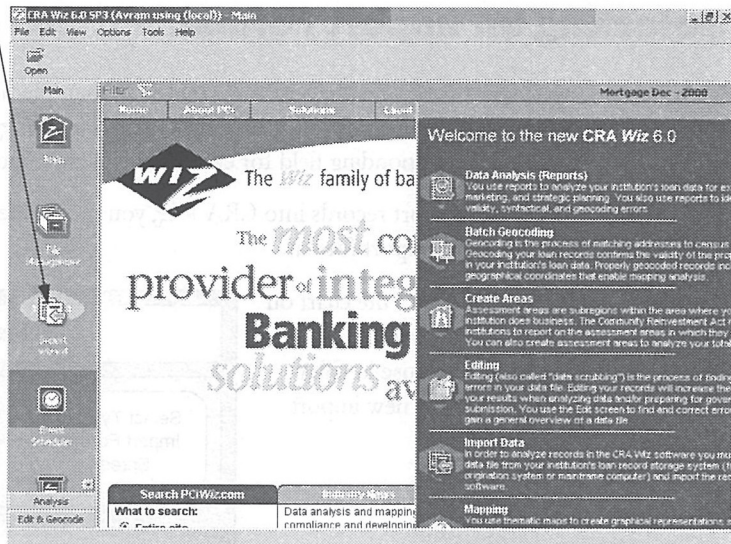 CRA Wiz 6.0 SP3 (Avram using (local)) - Main
File Edit View Options Tools Help
Open
Main
Filter
Mortgage Dec - 2000
Home About PCi Solutions Client
Welcome to the new CRA Wiz 6.0
WIZ
The Wiz family of ba
The most co
provider of integ
Banking
solutions av
File
Management
Import
Wizard
Event
Scheduler
Analysis
Edit & Geocode
Data Analysis (Reports)
You use reports to analyze your institution's loan data for ex
marketing, and strategic planning. You also use reports to ide
validity, syntactical, and geocoding errors.
Batch Geocoding
Geocoding is the process of matching addresses to census
Geocoding your loan records confirms the validity of the prop
in your institution's loan data. Properly geocoded records incl
geographical coordinates that enable mapping analysis.
Create Areas
Assessment areas are subregions within the area where yo
institution does business. The Community Reinvestment Act r
institutions to report on the assessment areas in which they
You can also create assessment areas to analyze your total
Editing
Editing (also called "data scrubbing") is the process of finding
errors in your data file. Editing your records will increase the
your results when analyzing data and/or preparing for gover
submission. You use the Edit screen to find and correct error
gain a general overview of a data file.
Import Data
In order to analyze records in the CRA Wiz software you mus
data file from your institution's loan record storage system (
origination system or mainframe computer) and import the rec
software.
Mapping
You use thematic maps to create graphical representations
Search PCiWiz.com
Industry News
What to search:
Entire site
Data analysis and mapping
compliance and developin